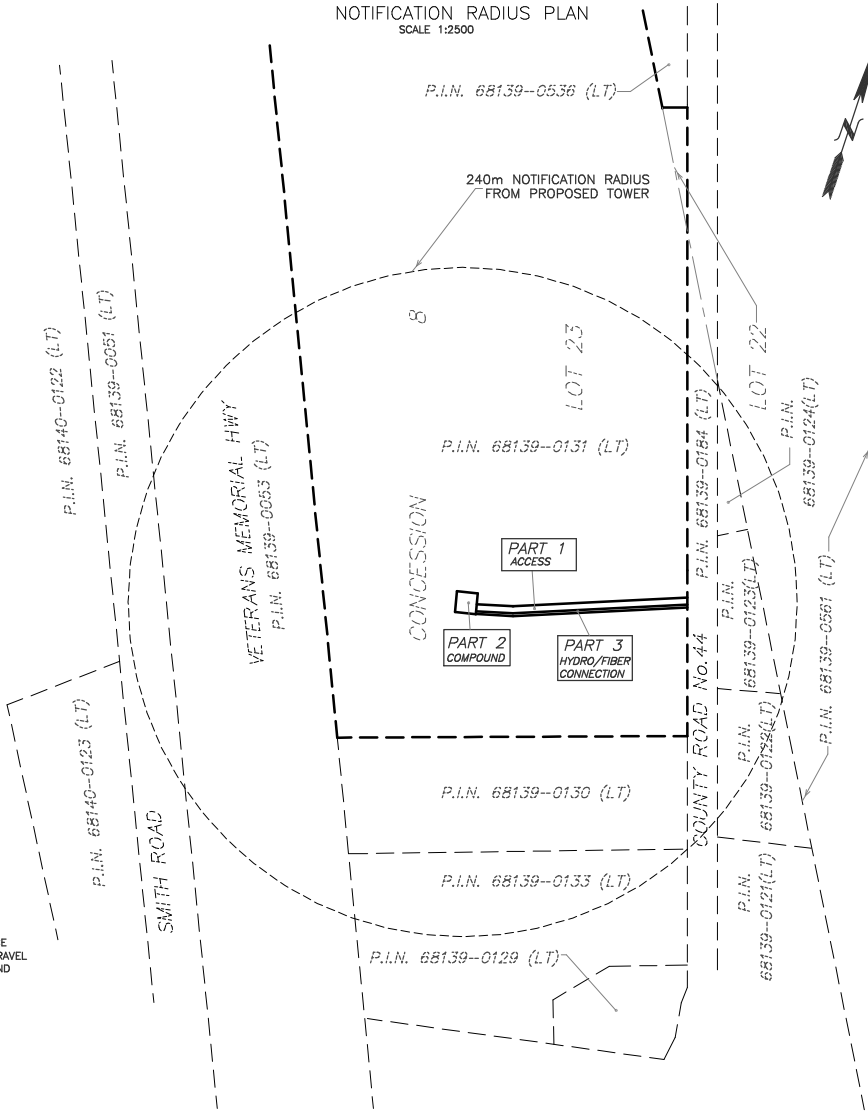 NOTIFICATION RADIUS PLAN
SCALE 1:2500
P.I.N. 68139--0536 (LT)
N
240m NOTIFICATION RADIUS
FROM PROPOSED TOWER
P.I.N. 68140--0122 (LT)
P.I.N. 68139--0051 (LT)
8
LOT 23
LOT 22
VETERANS MEMORIAL HWY
P.I.N. 68139--0053 (LT)
P.I.N. 68139--0131 (LT)
P.I.N. 68139--0184 (LT)
P.I.N.
68139--0124(LT)
CONCESSION
PART 1
ACCESS
PART 2
COMPOUND
PART 3
HYDRO/FIBER
CONNECTION
P.I.N.
68139--0123(LT)
P.I.N. 68139--0561 (LT)
COUNTY ROAD No.44
P.I.N.
68139--0122(LT)
P.I.N. 68140--0123 (LT)
SMITH ROAD
P.I.N. 68139--0130 (LT)
P.I.N. 68139--0133 (LT)
P.I.N.
68139--0121(LT)
P.I.N. 68139--0129 (LT)
E
RAVEL
ND